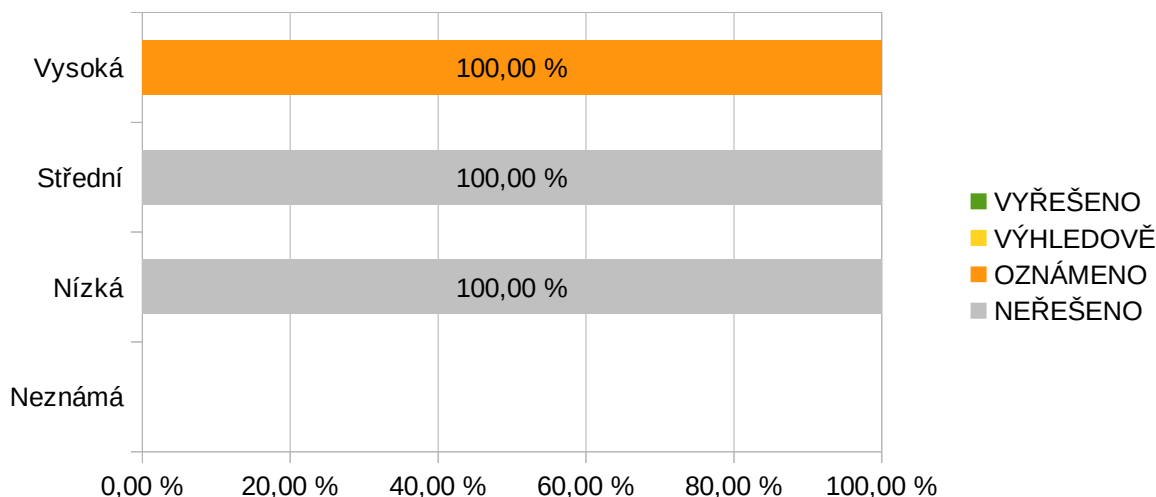 Vysoká
100,00 %
Střední
100,00 %
Nízká
100,00 %
Neznámá
0,00 %
20,00 %
40,00 %
60,00 %
80,00 %
100,00 %
VYŘEŠENO
VÝHLEDOVĚ
OZNÁMENO
NEŘEŠENO